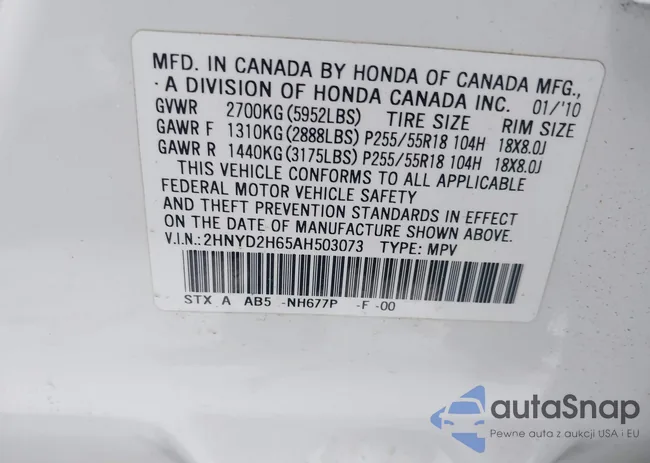 MFD. IN CANADA BY HONDA OF CANADA MFG.,
A DIVISION OF HONDA CANADA INC. 01/'10
GVWR 2700KG(5952LBS) TIRE SIZE RIM SIZE
GAWR F 1310KG(2888LBS) P255/55R18 104H 18X8.0J
GAWR R 1440KG(3175LBS) P255/55R18 104H 18X8.0J
THIS VEHICLE CONFORMS TO ALL APPLICABLE
FEDERAL MOTOR VEHICLE SAFETY
AND THEFT PREVENTION STANDARDS IN EFFECT
ON THE DATE OF MANUFACTURE SHOWN ABOVE.
V.I.N.:2HNYD2H65AH503073 TYPE: MPV
STX A AB5 -NH677P -F -00
autaSnap
Pewne auta z aukcji USA i EU